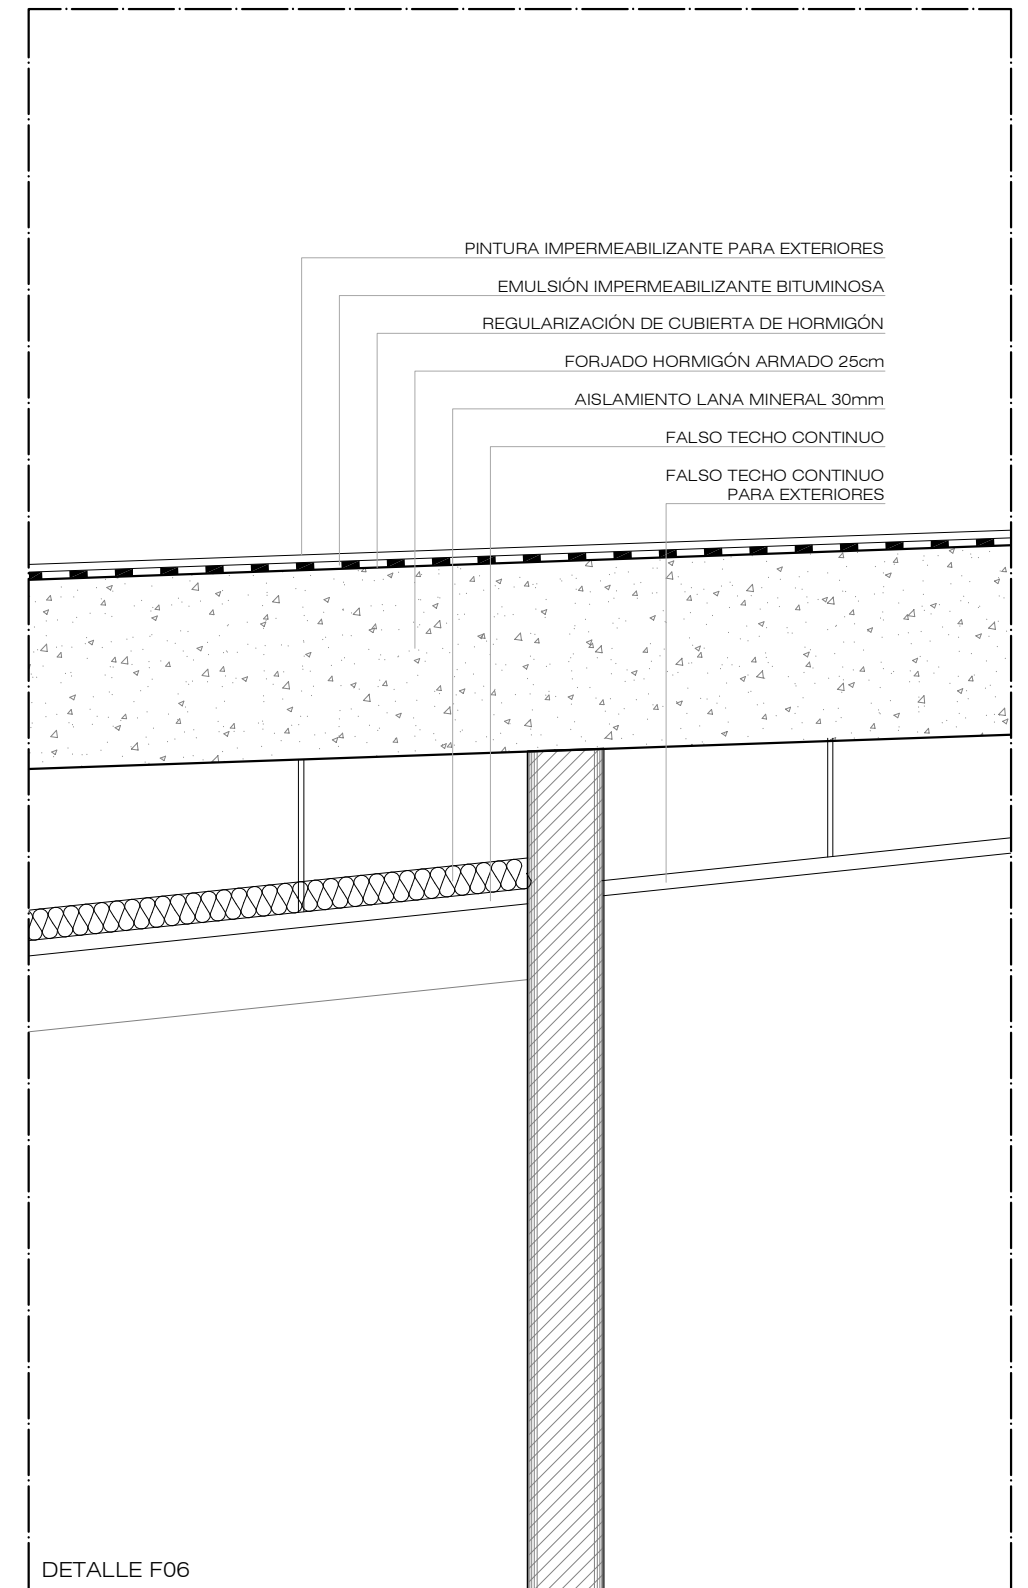 PINTURA IMPERMEABILIZANTE PARA EXTERIORES
EMULSIÓN IMPERMEABILIZANTE BITUMINOSA
REGULARIZACIÓN DE CUBIERTA DE HORMIGÓN
FORJADO HORMIGÓN ARMADO 25cm
AISLAMIENTO LANA MINERAL 30mm
FALSO TECHO CONTINUO
FALSO TECHO CONTINUO
PARA EXTERIORES
DETALLE F06